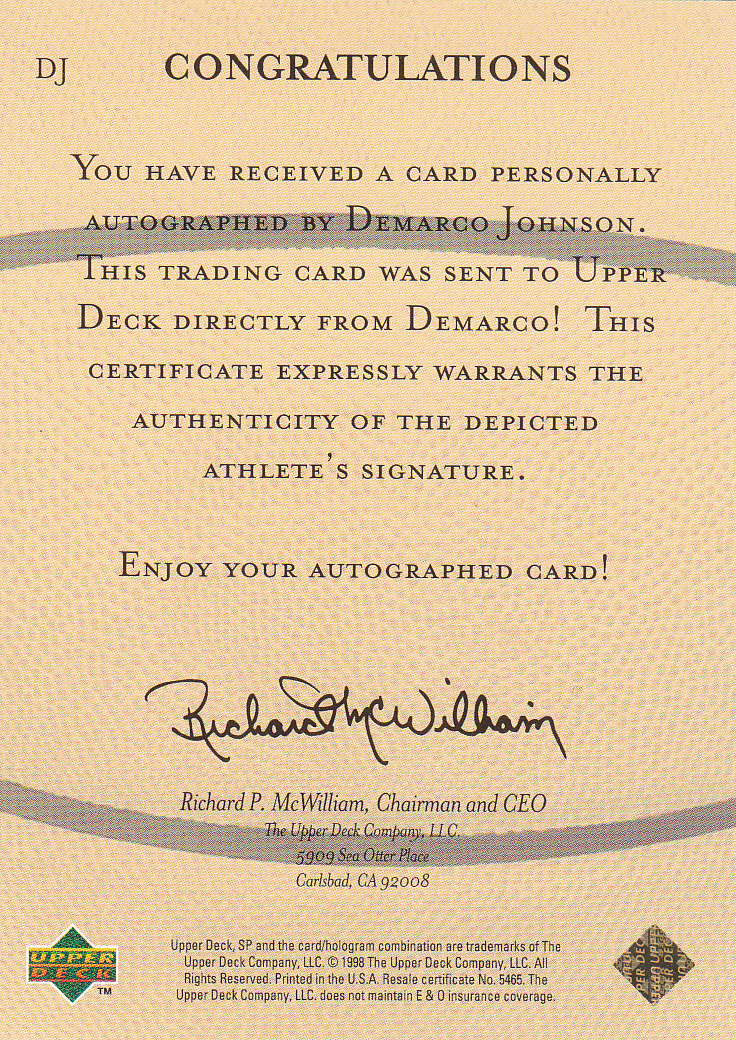 DJ
CONGRATULATIONS
YOU HAVE RECEIVED A CARD PERSONALLY
AUTOGRAPHED BY DEMARCO JOHNSON.
THIS TRADING CARD WAS SENT TO UPPER
DECK DIRECTLY FROM DEMARCO! THIS
CERTIFICATE EXPRESSLY WARRANTS THE
AUTHENTICITY OF THE DEPICTED
ATHLETE'S SIGNATURE.
ENJOY YOUR AUTOGRAPHED CARD!
Richard McWilliam
Richard P. McWilliam, Chairman and CEO
The Upper Deck Company, LLC.
5909 Sea Otter Place
Carlsbad, CA 92008
UPPER
DECK
TM
Upper Deck, SP and the card/hologram combination are trademarks of The
Upper Deck Company, LLC. © 1998 The Upper Deck Company, LLC. All
Rights Reserved. Printed in the U.S.A. Resale certificate No. 5465. The
Upper Deck Company, LLC. does not maintain E & O insurance coverage.